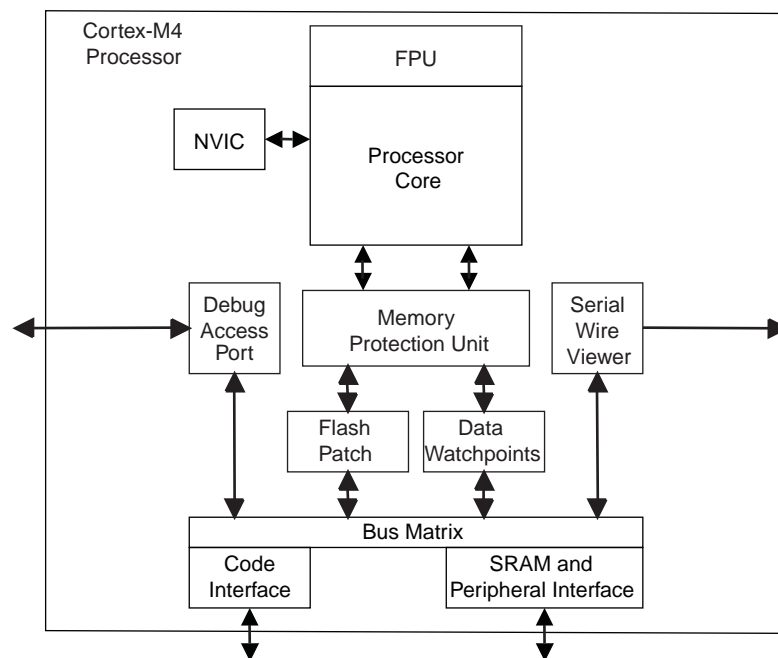 Cortex-M4
Processor
FPU
NVIC
Processor
Core
Debug
Access
Port
Memory
Protection Unit
Serial
Wire
Viewer
Flash
Patch
Data
Watchpoints
Bus Matrix
Code
Interface
SRAM and
Peripheral Interface